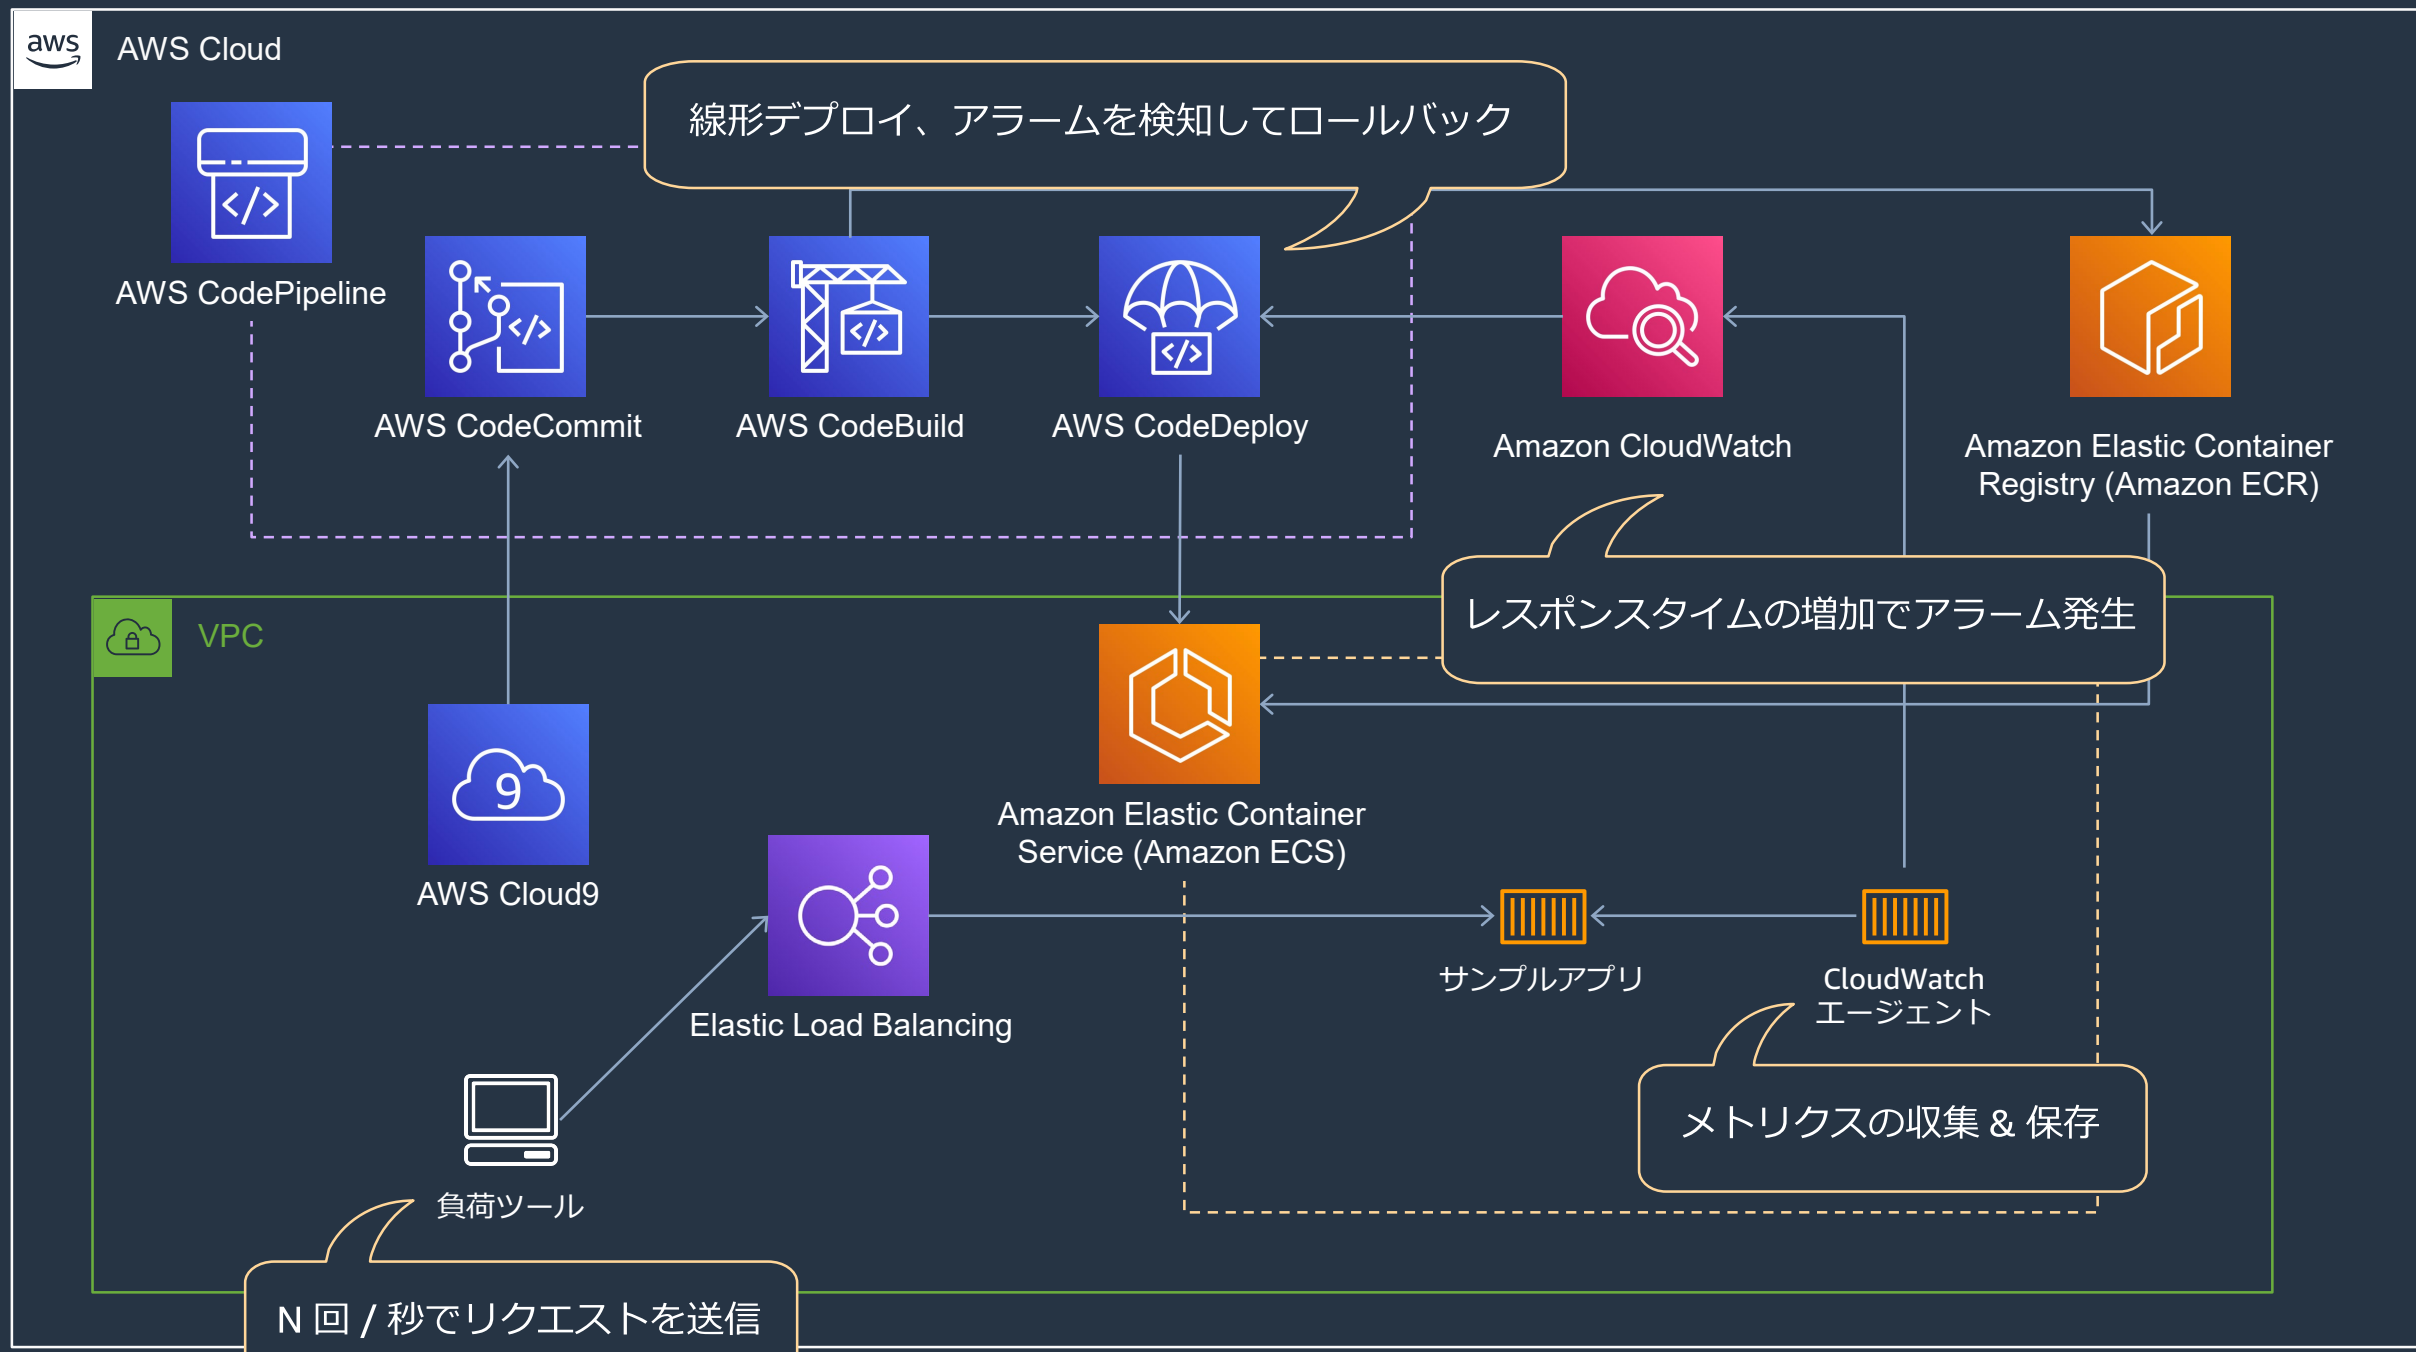 aws
AWS Cloud
線形デプロイ、アラームを検知してロールバック
AWS CodePipeline
AWS CodeCommit
AWS CodeBuild
AWS CodeDeploy
Amazon CloudWatch
Amazon Elastic Container
Registry (Amazon ECR)
レスポンスタイムの増加でアラーム発生
VPC
9
AWS Cloud9
Amazon Elastic Container
Service (Amazon ECS)
Elastic Load Balancing
サンプルアプリ
CloudWatch
エージェント
メトリクスの収集 & 保存
負荷ツール
N 回 / 秒でリクエストを送信